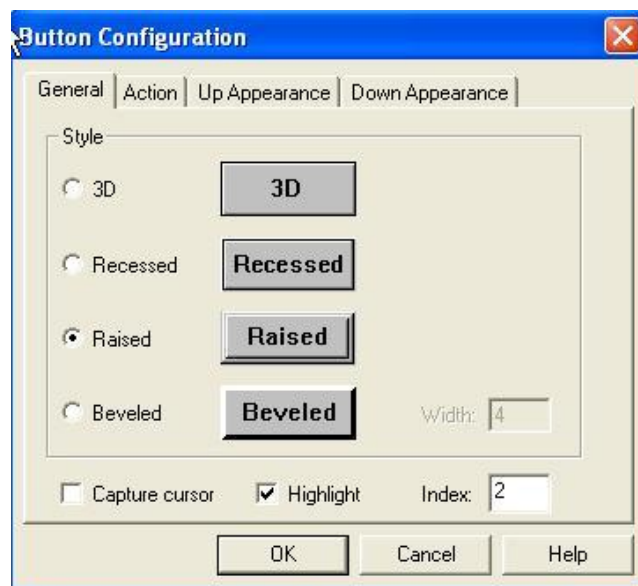 Button Configuration
General Action Up Appearance Down Appearance
Style
3D 3D
Recessed Recessed
Raised Raised
Beveled Beveled Width: 4
Capture cursor Highlight Index: 2
OK Cancel Help